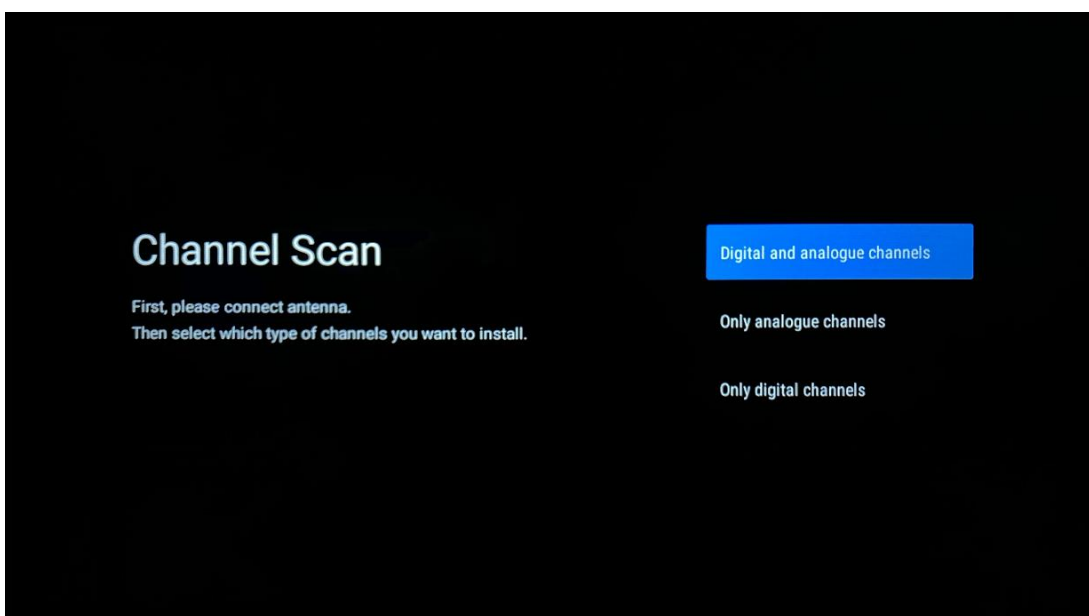 Channel Scan
First, please connect antenna.
Then select which type of channels you want to install.
Digital and analogue channels
Only analogue channels
Only digital channels